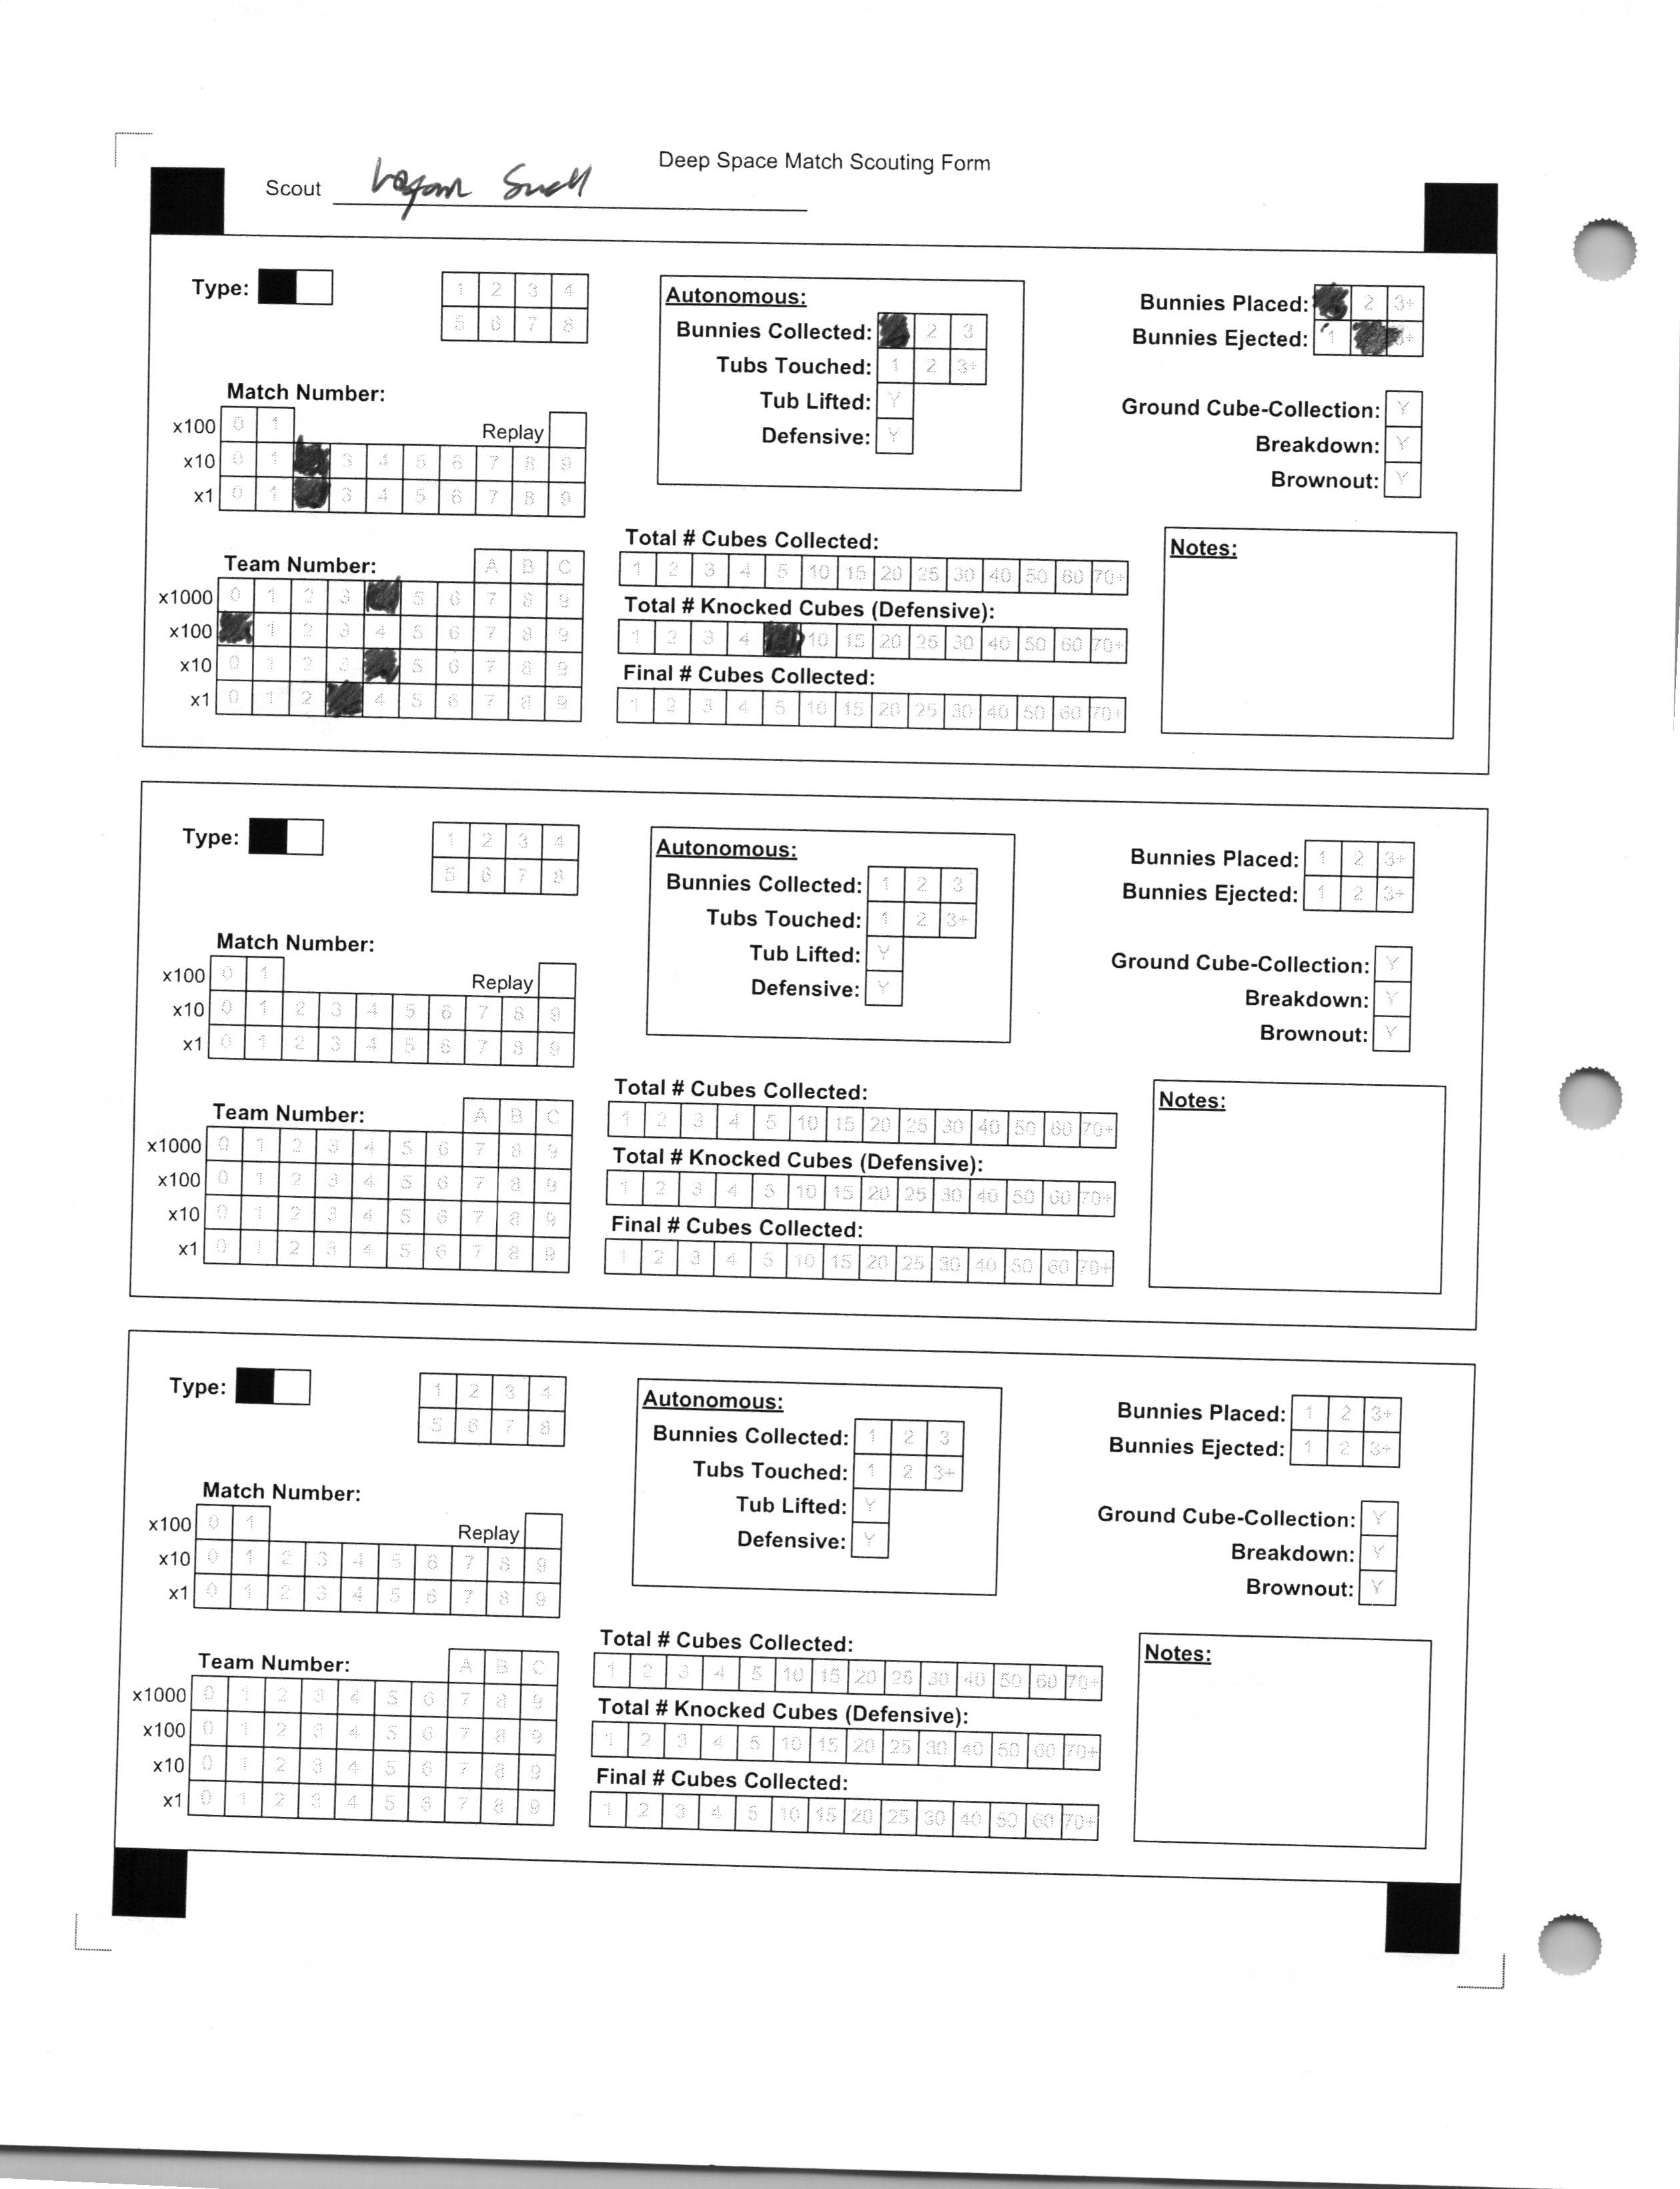 Deep Space Match Scouting Form
Scout Logan Snell
Type:
1 2 3 4
5 6 7 8
Match Number:
x100 0 1 Replay
x10 0 1 3 4 5 6 7 8 9
x1 0 1 3 4 5 6 7 8 9
Team Number: A B C
x1000 0 1 2 3 5 6 7 8 9
x100 1 2 3 4 5 6 7 8 9
x10 0 1 2 3 5 6 7 8 9
x1 0 1 2 4 5 6 7 8 9
Autonomous:
Bunnies Collected: 2 3
Tubs Touched: 1 2 3+
Tub Lifted: Y
Defensive: Y
Bunnies Placed: 2 3+
Bunnies Ejected: 1 3+
Ground Cube-Collection: Y
Breakdown: Y
Brownout: Y
Total # Cubes Collected:
1 2 3 4 5 10 15 20 25 30 40 50 60 70+
Total # Knocked Cubes (Defensive):
1 2 3 4 10 15 20 25 30 40 50 60 70+
Final # Cubes Collected:
1 2 3 4 5 10 15 20 25 30 40 50 60 70+
Notes:
Type:
1 2 3 4
5 6 7 8
Match Number:
x100 0 1 Replay
x10 0 1 2 3 4 5 6 7 8 9
x1 0 1 2 3 4 5 6 7 8 9
Team Number: A B C
x1000 0 1 2 3 4 5 6 7 8 9
x100 0 1 2 3 4 5 6 7 8 9
x10 0 1 2 3 4 5 6 7 8 9
x1 0 1 2 3 4 5 6 7 8 9
Autonomous:
Bunnies Collected: 1 2 3
Tubs Touched: 1 2 3+
Tub Lifted: Y
Defensive: Y
Bunnies Placed: 1 2 3+
Bunnies Ejected: 1 2 3+
Ground Cube-Collection: Y
Breakdown: Y
Brownout: Y
Total # Cubes Collected:
1 2 3 4 5 10 15 20 25 30 40 50 60 70+
Total # Knocked Cubes (Defensive):
1 2 3 4 5 10 15 20 25 30 40 50 60 70+
Final # Cubes Collected:
1 2 3 4 5 10 15 20 25 30 40 50 60 70+
Notes:
Type:
1 2 3 4
5 6 7 8
Match Number:
x100 0 1 Replay
x10 0 1 2 3 4 5 6 7 8 9
x1 0 1 2 3 4 5 6 7 8 9
Team Number: A B C
x1000 0 1 2 3 4 5 6 7 8 9
x100 0 1 2 3 4 5 6 7 8 9
x10 0 1 2 3 4 5 6 7 8 9
x1 0 1 2 3 4 5 6 7 8 9
Autonomous:
Bunnies Collected: 1 2 3
Tubs Touched: 1 2 3+
Tub Lifted: Y
Defensive: Y
Bunnies Placed: 1 2 3+
Bunnies Ejected: 1 2 3+
Ground Cube-Collection: Y
Breakdown: Y
Brownout: Y
Total # Cubes Collected:
1 2 3 4 5 10 15 20 25 30 40 50 60 70+
Total # Knocked Cubes (Defensive):
1 2 3 4 5 10 15 20 25 30 40 50 60 70+
Final # Cubes Collected:
1 2 3 4 5 10 15 20 25 30 40 50 60 70+
Notes: